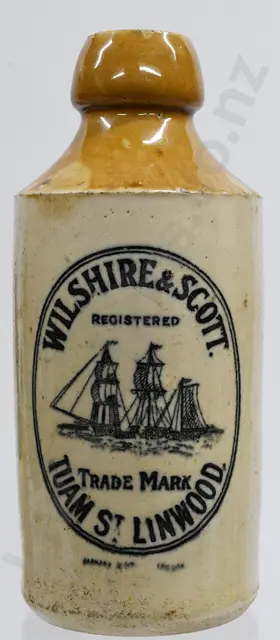 WILSHIRE & SCOTT.
REGISTERED
TRADE MARK
TUAM ST LINWOOD.